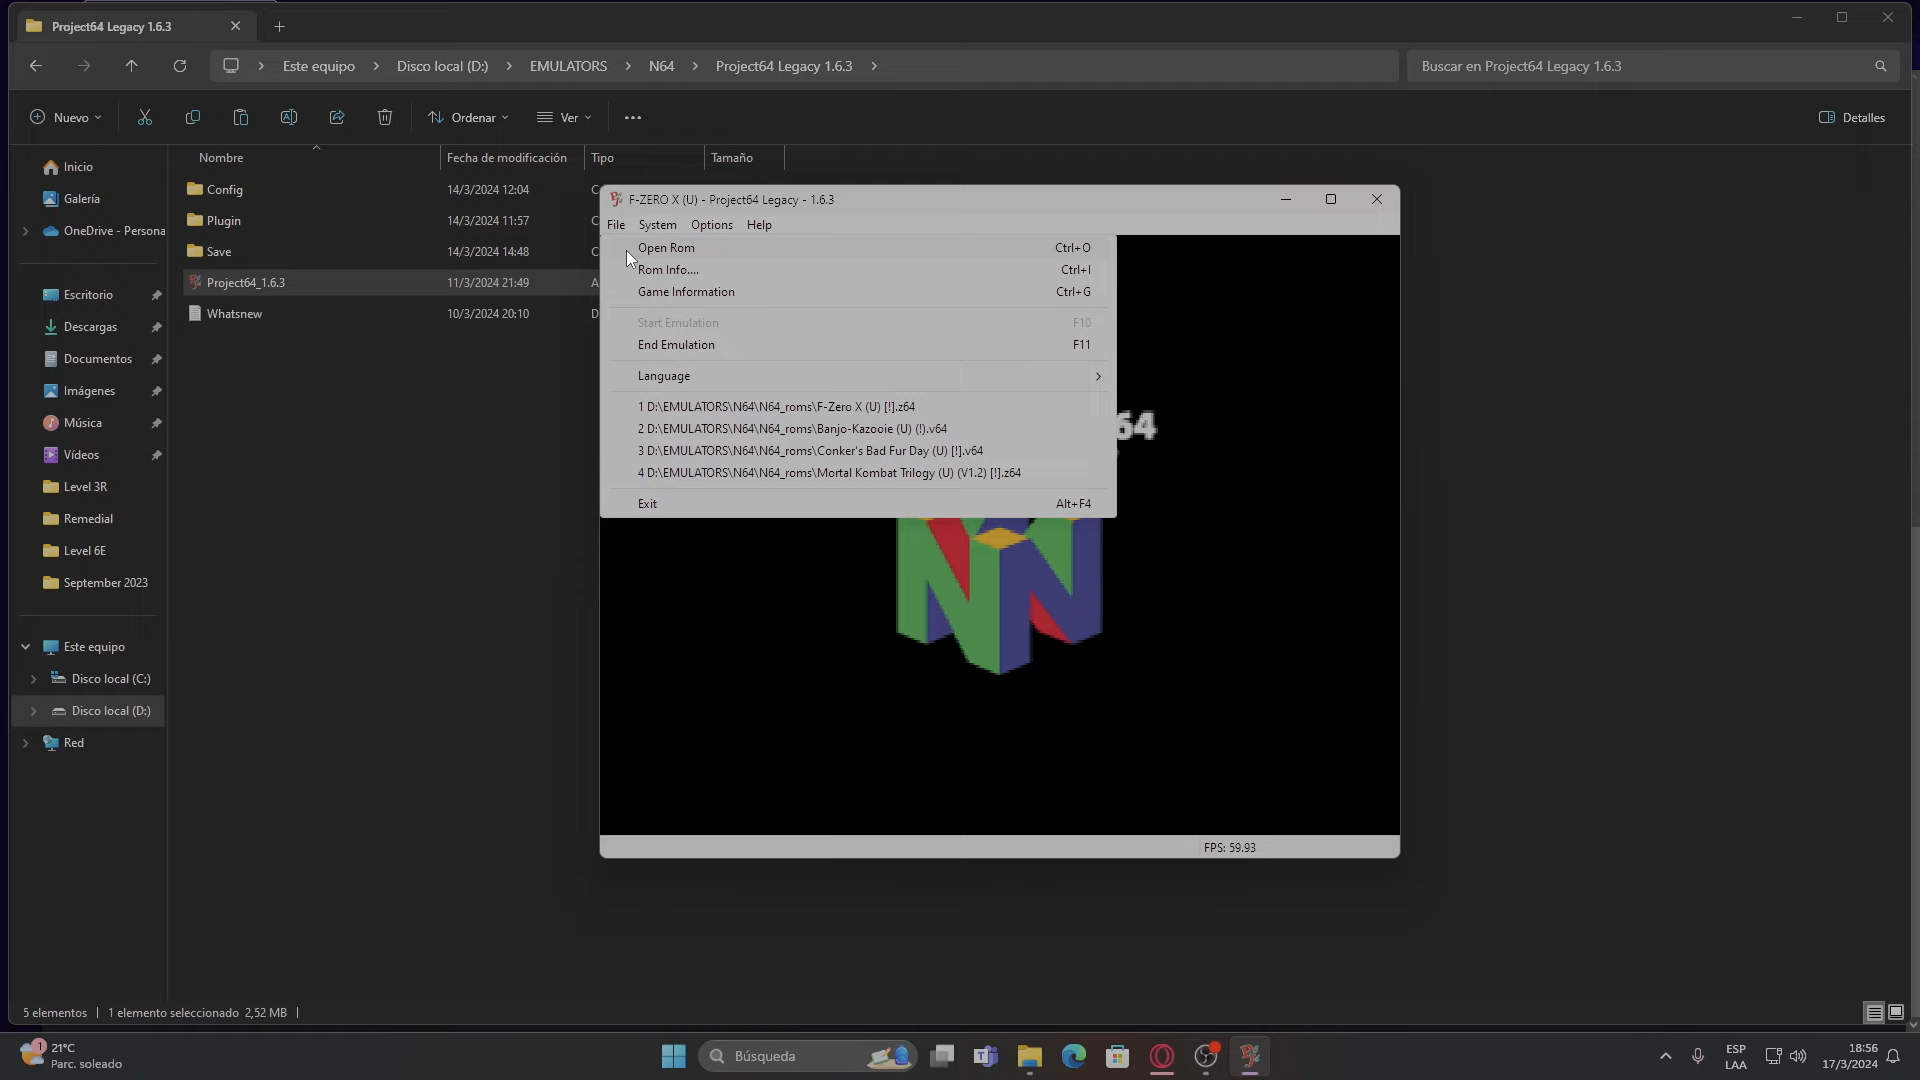 Project64 Legacy 1.6.3
Este equipo > Disco local (D:) > EMULATORS > N64 > Project64 Legacy 1.6.3 >
Buscar en Project64 Legacy 1.6.3
Nuevo
Ordenar
Ver
Detalles
Nombre Fecha de modificación Tipo Tamaño
Config 14/3/2024 12:04 C
Plugin 14/3/2024 11:57 C
Save 14/3/2024 14:48 C
Project64_1.6.3 11/3/2024 21:49 A
Whatsnew 10/3/2024 20:10 D
Inicio
Galería
OneDrive - Persona
Escritorio
Descargas
Documentos
Imágenes
Música
Vídeos
Level 3R
Remedial
Level 6E
September 2023
Este equipo
Disco local (C:)
Disco local (D:)
Red
F-ZERO X (U) - Project64 Legacy - 1.6.3
File System Options Help
Open Rom Ctrl+O
Rom Info.... Ctrl+I
Game Information Ctrl+G
Start Emulation F10
End Emulation F11
Language
1 D:\EMULATORS\N64\N64_roms\F-Zero X (U) [!].z64
2 D:\EMULATORS\N64\N64_roms\Banjo-Kazooie (U) (!).v64
3 D:\EMULATORS\N64\N64_roms\Conker's Bad Fur Day (U) [!].v64
4 D:\EMULATORS\N64\N64_roms\Mortal Kombat Trilogy (U) (V1.2) [!].z64
Exit Alt+F4
64
FPS: 59.93
5 elementos | 1 elemento seleccionado 2,52 MB |
1
21°C
Parc. soleado
Búsqueda
ESP
LAA
18:56
17/3/2024